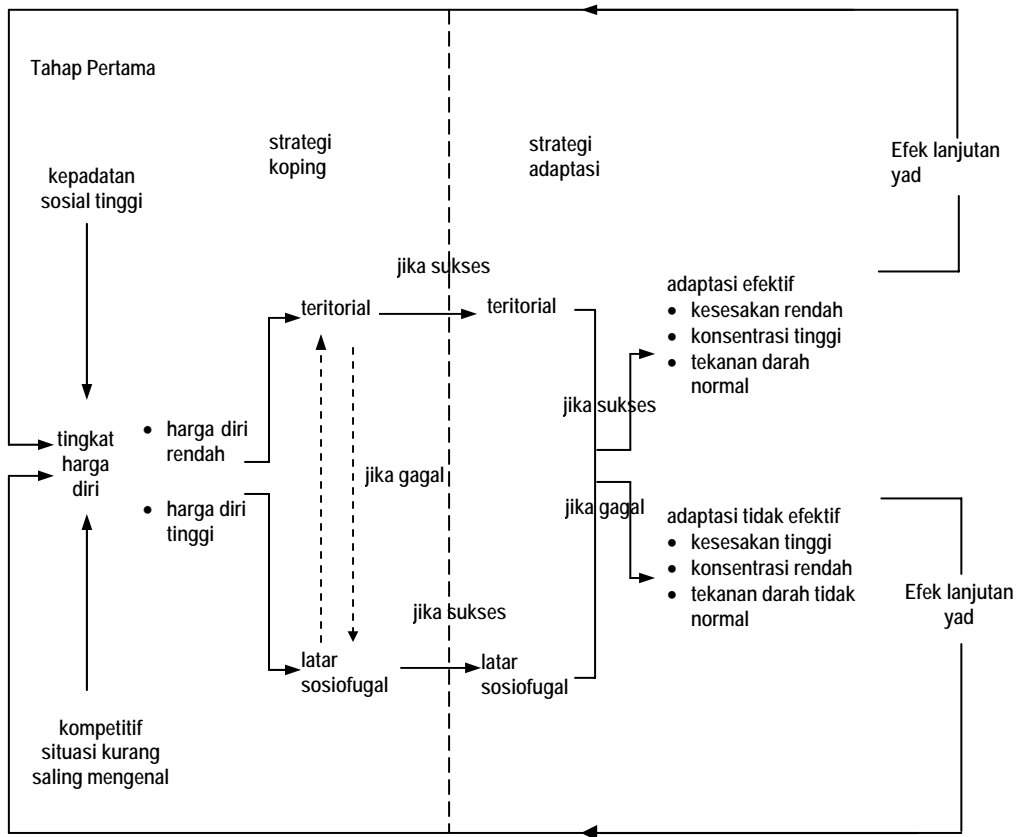 Tahap Pertama
strategi
koping
strategi
adaptasi
Efek lanjutan
yad
kepadatan
sosial tinggi
jika sukses
teritorial
teritorial
adaptasi efektif
• kesesakan rendah
• konsentrasi tinggi
• tekanan darah
normal
jika sukses
tingkat
harga
diri
• harga diri
rendah
• harga diri
tinggi
jika gagal
jika gagal
adaptasi tidak efektif
• kesesakan tinggi
• konsentrasi rendah
• tekanan darah tidak
normal
Efek lanjutan
yad
jika sukses
latar
sosiofugal
latar
sosiofugal
kompetitif
situasi kurang
saling mengenal